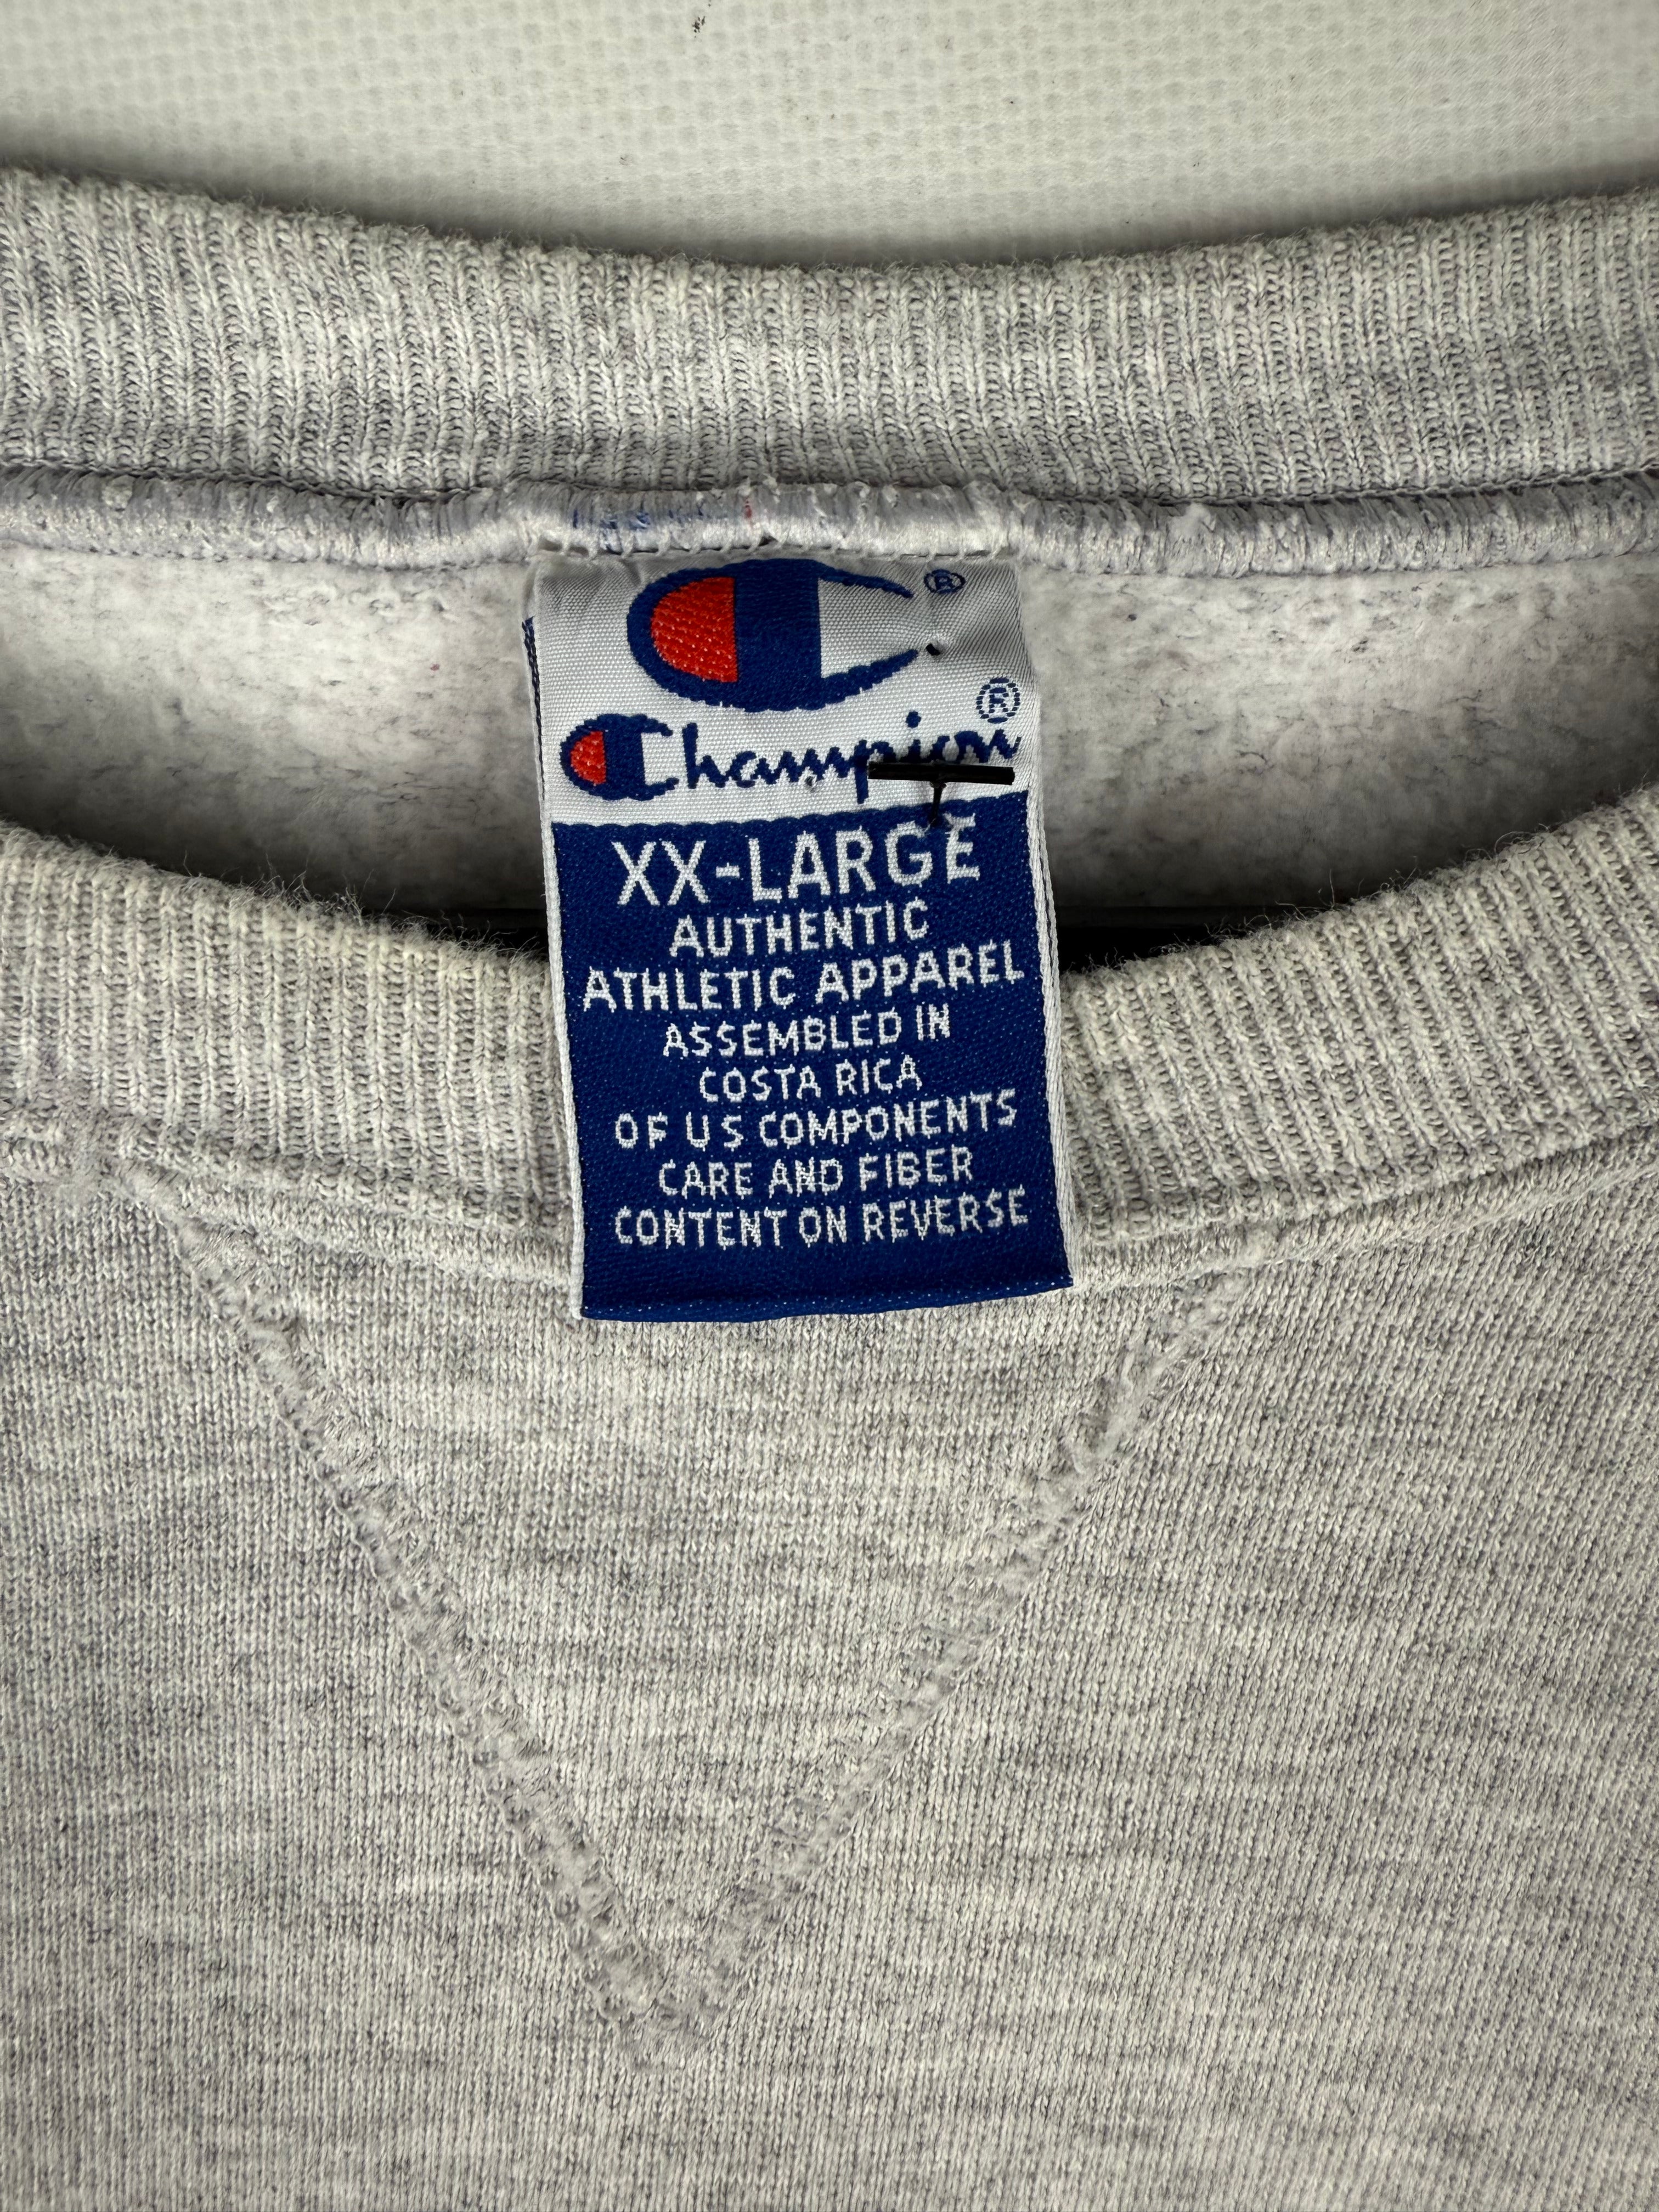 ®
Champion®
XX-LARGE
AUTHENTIC
ATHLETIC APPAREL
ASSEMBLED IN
COSTA RICA
OF U S COMPONENTS
CARE AND FIBER
CONTENT ON REVERSE